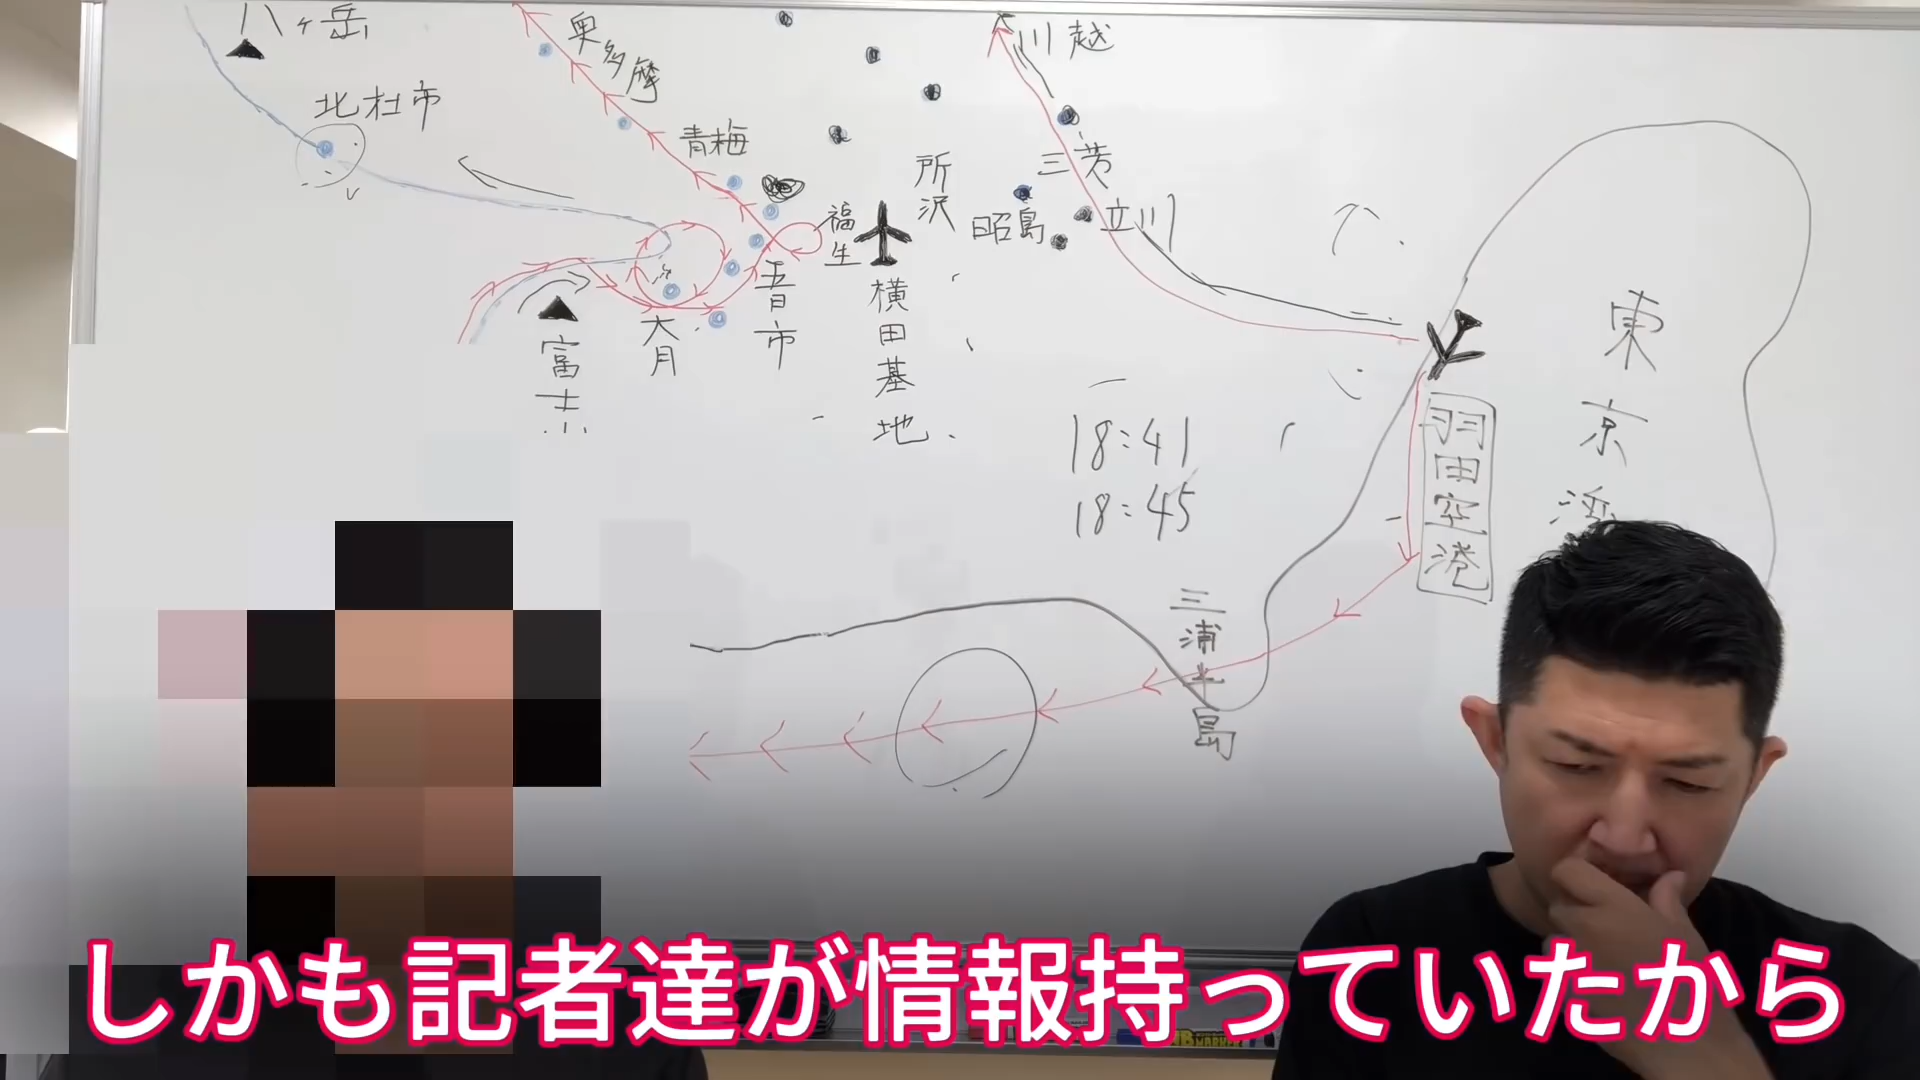 八ヶ岳
奥多摩
川越
北杜市
青梅
所沢
三芳
福生
昭島
立川
五日市
大月
富士
横田基地
東京湾
羽田空港
18:41
18:45
三浦半島
しかも記者達が情報持っていたから